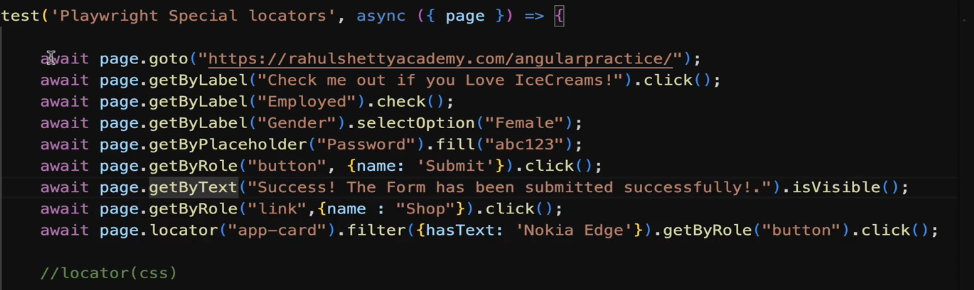 test('Playwright Special locators', async ({ page }) => {
await page.goto("https://rahulshettyacademy.com/angularpractice/");
await page.getByLabel("Check me out if you Love IceCreams!").click();
await page.getByLabel("Employed").check();
await page.getByLabel("Gender").selectOption("Female");
await page.getByPlaceholder("Password").fill("abc123");
await page.getByRole("button", {name: 'Submit'}).click();
await page.getByText("Success! The Form has been submitted successfully!.").isVisible();
await page.getByRole("link",{name : "Shop"}).click();
await page.locator("app-card").filter({hasText: 'Nokia Edge'}).getByRole("button").click();
//locator(css)